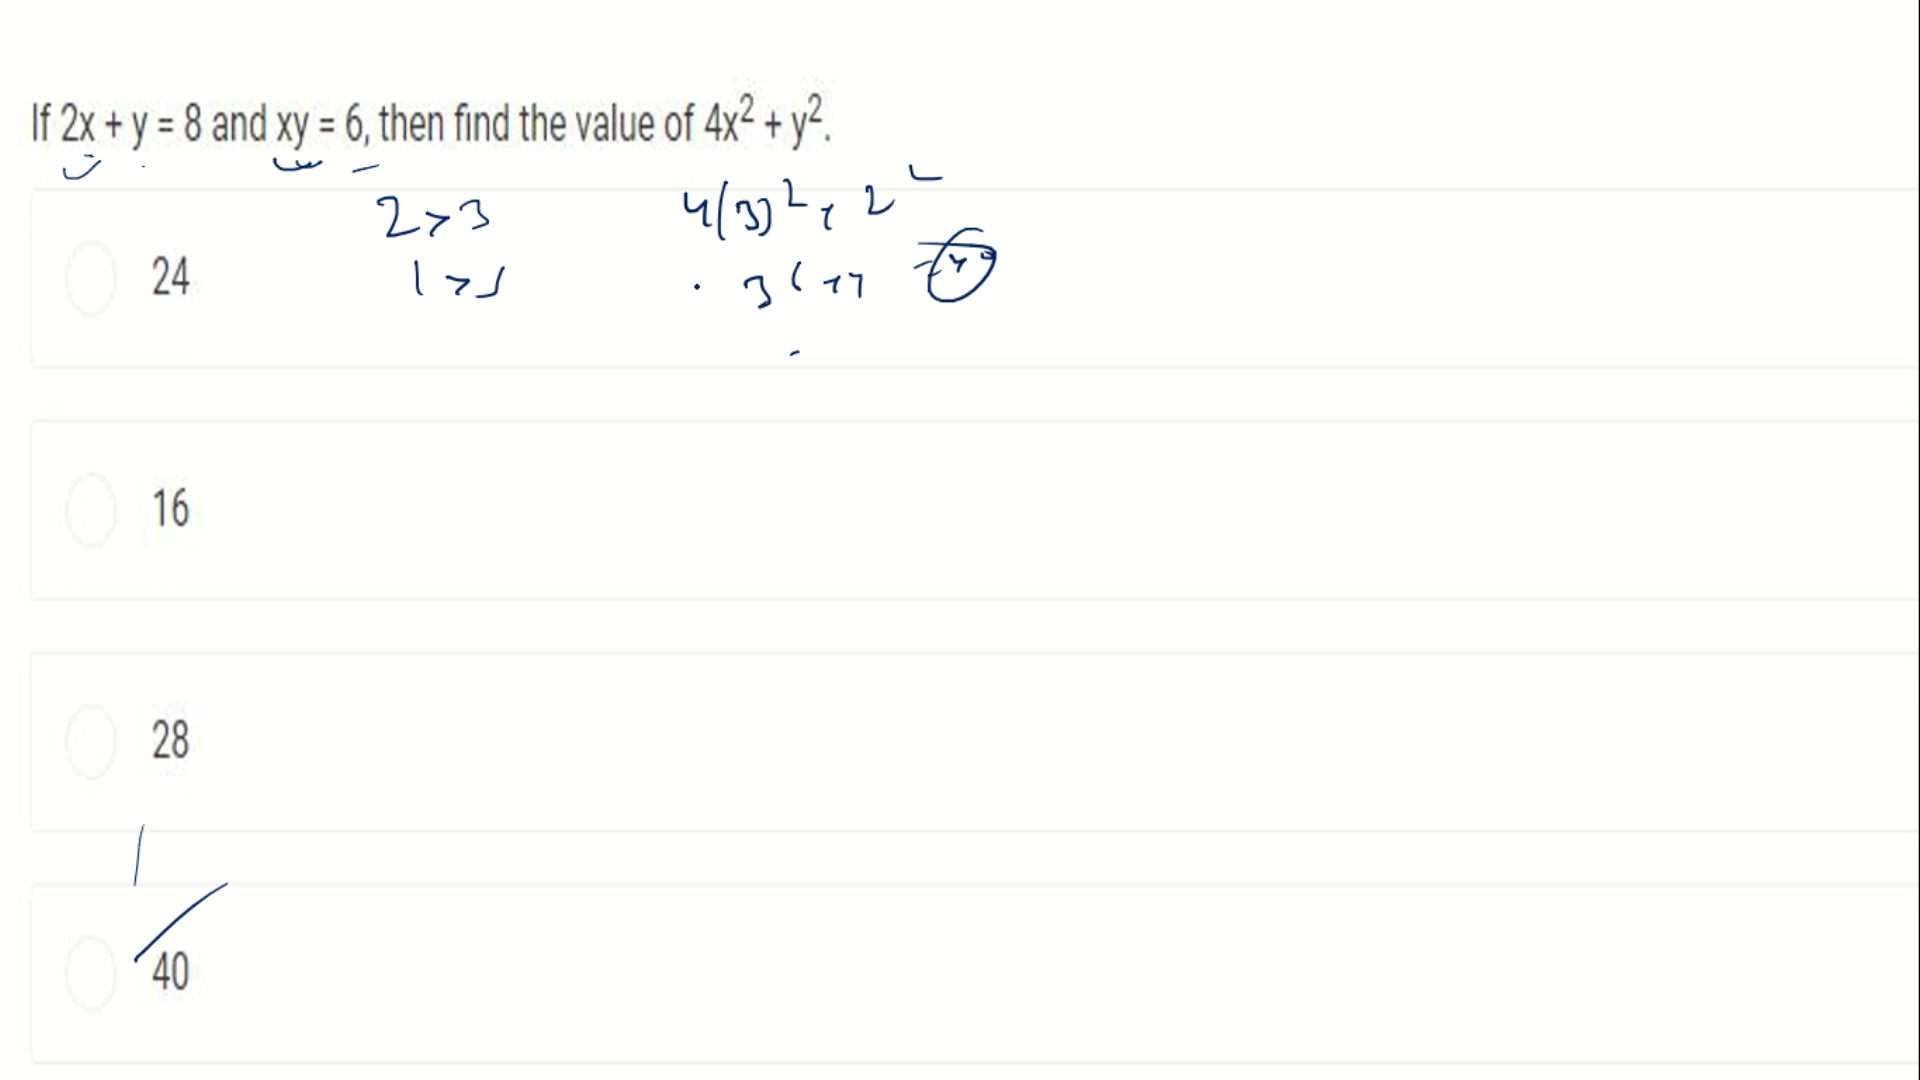 If 2x + y = 8 and xy = 6, then find the value of 4x² + y².
2 > 3
4(3)² + 2²
24
16
28
40